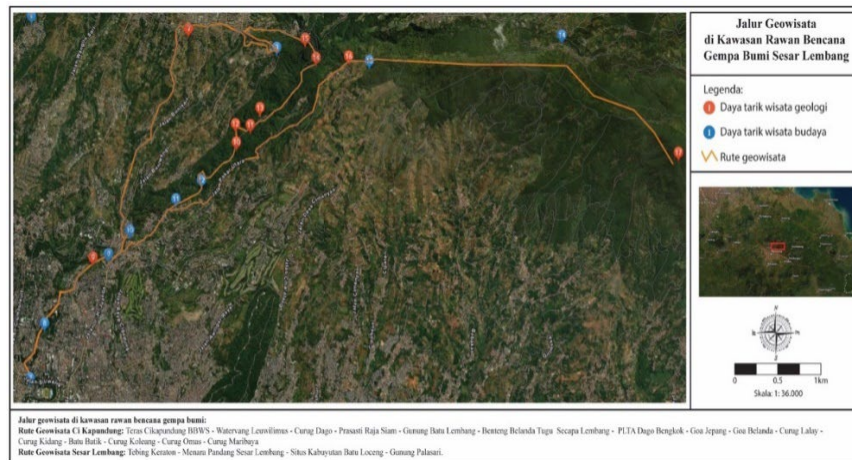 Jalur Geowisata
di Kawasan Rawan Bencana
Gempa Bumi Sesar Lembang
Legenda:
Daya tarik wisata geologi
Daya tarik wisata budaya
Rute geowisata
0 0.5 1km
Skala: 1: 36.000
Jalur geowisata di kawasan rawan bencana gempa bumi:
Rute Geowisata Ci Kapundung: Teras Cikapundung BBWS - Watervang Leuwilimus - Curug Dago - Prasasti Raja Siam - Gunung Batu Lembang - Benteng Belanda Tugu Secapa Lembang - PLTA Dago Bengkok - Goa Jepang - Goa Belanda - Curug Lalay -
Curug Kidang - Batu Batik - Curug Koleang - Curug Omas - Curug Maribaya
Rute Geowisata Sesar Lembang: Tebing Keraton - Menara Pandang Sesar Lembang - Situs Kabuyutan Batu Loceng - Gunung Palasari.